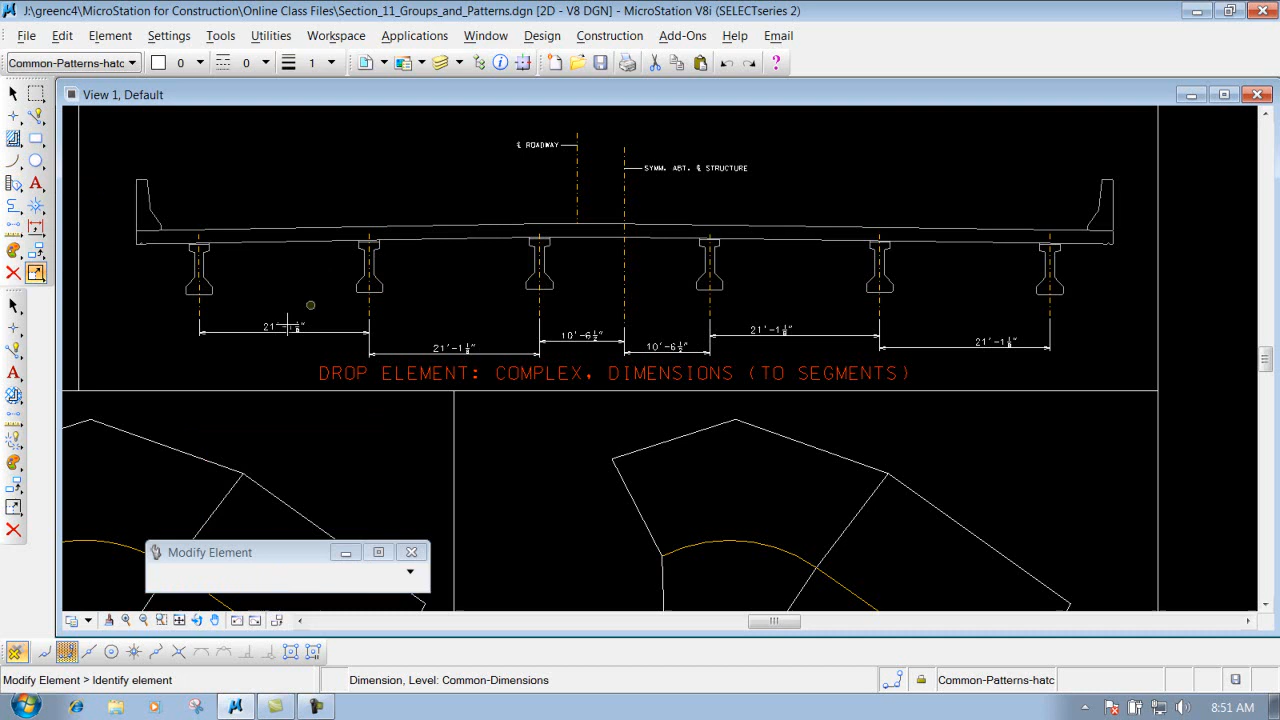 J:\greenc4\MicroStation for Construction\Online Class Files\Section_11_Groups_and_Patterns.dgn [2D - V8 DGN] - MicroStation V8i (SELECTseries 2)
File Edit Element Settings Tools Utilities Workspace Applications Window Design Construction Add-Ons Help Email
Common-Patterns-hatc 0 0 1
View 1, Default
℄ ROADWAY
SYMM. ABT. ℄ STRUCTURE
21'-1⅛"
21'-1⅛"
10'-6½"
10'-6½"
21'-1⅛"
21'-1⅛"
DROP ELEMENT: COMPLEX, DIMENSIONS (TO SEGMENTS)
Modify Element
Modify Element > Identify element
Dimension, Level: Common-Dimensions
Common-Patterns-hatc
8:51 AM